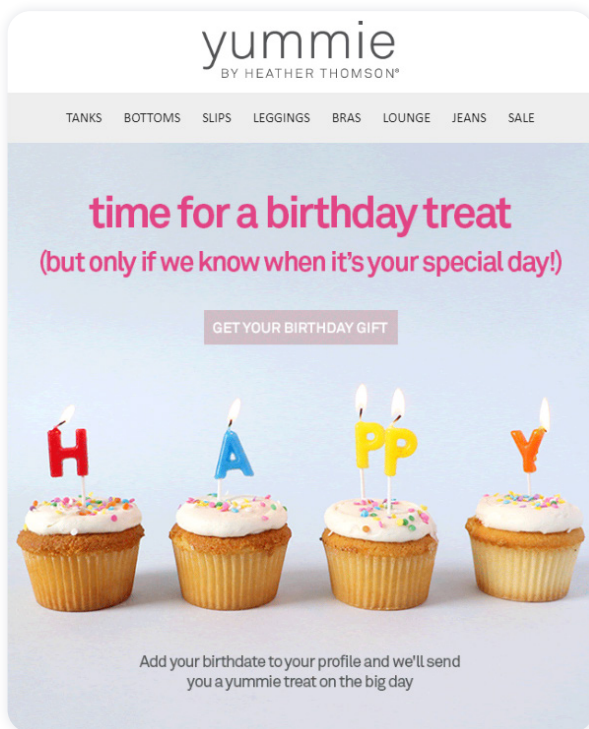 yummie
BY HEATHER THOMSON®
TANKS BOTTOMS SLIPS LEGGINGS BRAS LOUNGE JEANS SALE
time for a birthday treat
(but only if we know when it's your special day!)
GET YOUR BIRTHDAY GIFT
H A PP Y
Add your birthdate to your profile and we'll send
you a yummie treat on the big day